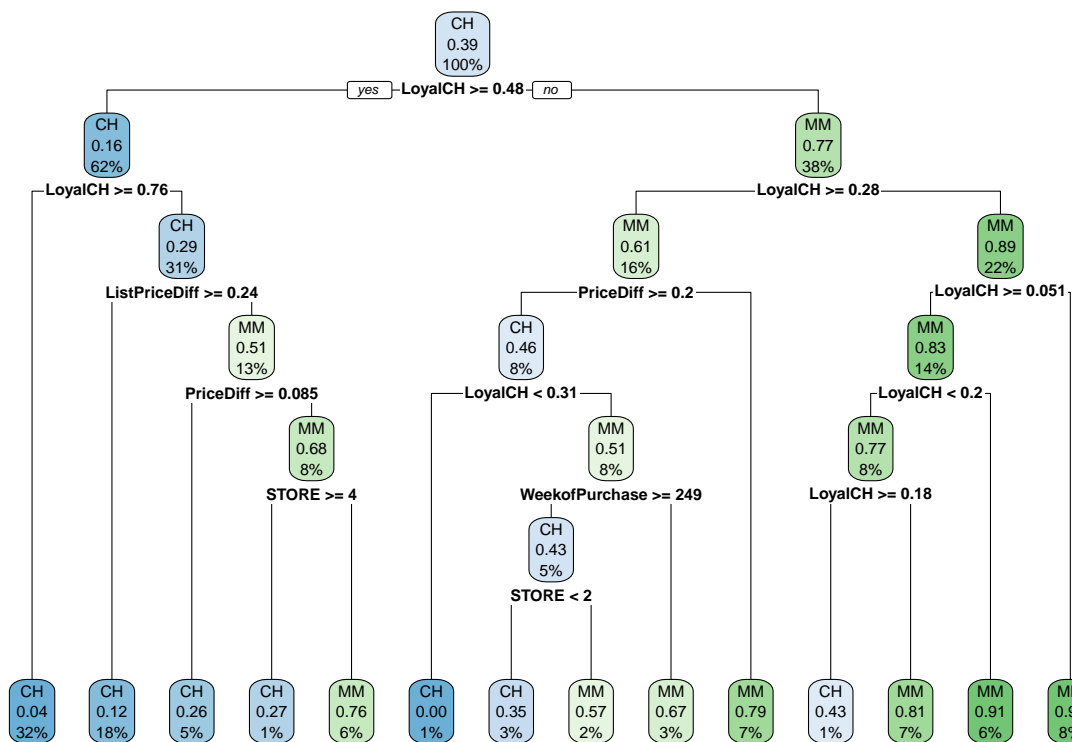 CH
0.39
100%
yes LoyalCH >= 0.48 no
CH
0.16
62%
MM
0.77
38%
LoyalCH >= 0.76
LoyalCH >= 0.28
CH
0.29
31%
MM
0.61
16%
MM
0.89
22%
ListPriceDiff >= 0.24
PriceDiff >= 0.2
LoyalCH >= 0.051
MM
0.51
13%
CH
0.46
8%
MM
0.83
14%
PriceDiff >= 0.085
LoyalCH < 0.31
LoyalCH < 0.2
MM
0.68
8%
MM
0.51
8%
MM
0.77
8%
STORE >= 4
WeekofPurchase >= 249
LoyalCH >= 0.18
CH
0.43
5%
STORE < 2
CH
0.04
32%
CH
0.12
18%
CH
0.26
5%
CH
0.27
1%
MM
0.76
6%
CH
0.00
1%
CH
0.35
3%
MM
0.57
2%
MM
0.67
3%
MM
0.79
7%
CH
0.43
1%
MM
0.81
7%
MM
0.91
6%
8%